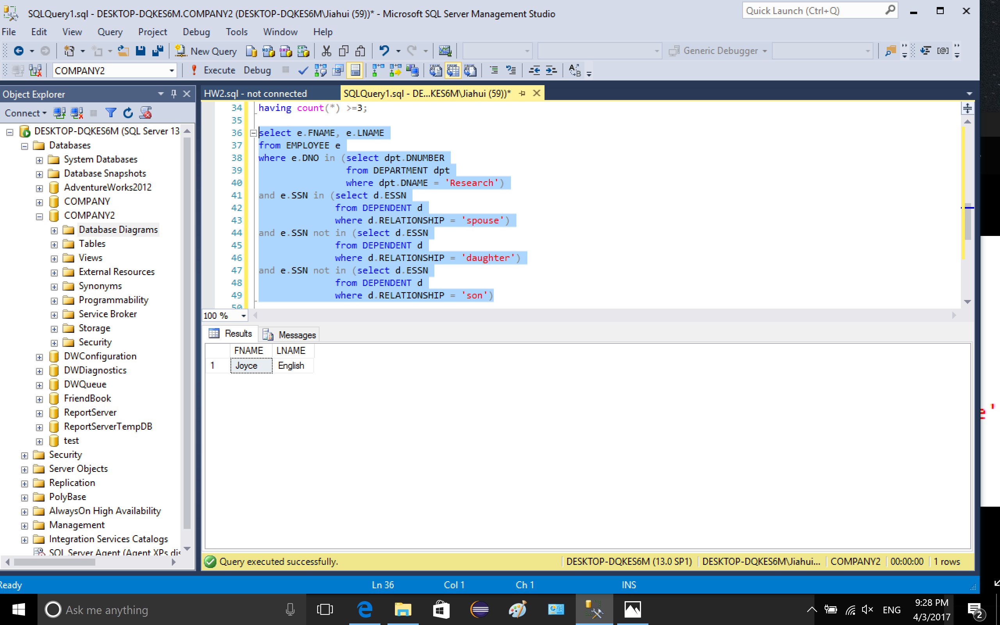 SQLQuery1.sql - DESKTOP-DQKES6M.COMPANY2 (DESKTOP-DQKES6M\Jiahui (59))* - Microsoft SQL Server Management Studio
Quick Launch (Ctrl+Q)
File Edit View Query Project Debug Tools Window Help
New Query
Generic Debugger
COMPANY2
Execute Debug
Object Explorer
Connect
DESKTOP-DQKES6M (SQL Server 13
Databases
System Databases
Database Snapshots
AdventureWorks2012
COMPANY
COMPANY2
Database Diagrams
Tables
Views
External Resources
Synonyms
Programmability
Service Broker
Storage
Security
DWConfiguration
DWDiagnostics
DWQueue
FriendBook
ReportServer
ReportServerTempDB
test
Security
Server Objects
Replication
PolyBase
AlwaysOn High Availability
Management
Integration Services Catalogs
SQL Server Agent (Agent XPs dis
HW2.sql - not connected
SQLQuery1.sql - DE...KES6M\Jiahui (59))*
34 having count(*) >=3;
35
36 select e.FNAME, e.LNAME
37 from EMPLOYEE e
38 where e.DNO in (select dpt.DNUMBER
39 from DEPARTMENT dpt
40 where dpt.DNAME = 'Research')
41 and e.SSN in (select d.ESSN
42 from DEPENDENT d
43 where d.RELATIONSHIP = 'spouse')
44 and e.SSN not in (select d.ESSN
45 from DEPENDENT d
46 where d.RELATIONSHIP = 'daughter')
47 and e.SSN not in (select d.ESSN
48 from DEPENDENT d
49 where d.RELATIONSHIP = 'son')
50
100 %
Results Messages
FNAME LNAME
1 Joyce English
Query executed successfully.
DESKTOP-DQKES6M (13.0 SP1)
DESKTOP-DQKES6M\Jiahui...
COMPANY2
00:00:00
1 rows
Ready
Ln 36
Col 1
Ch 1
INS
Ask me anything
ENG
9:28 PM
4/3/2017
2